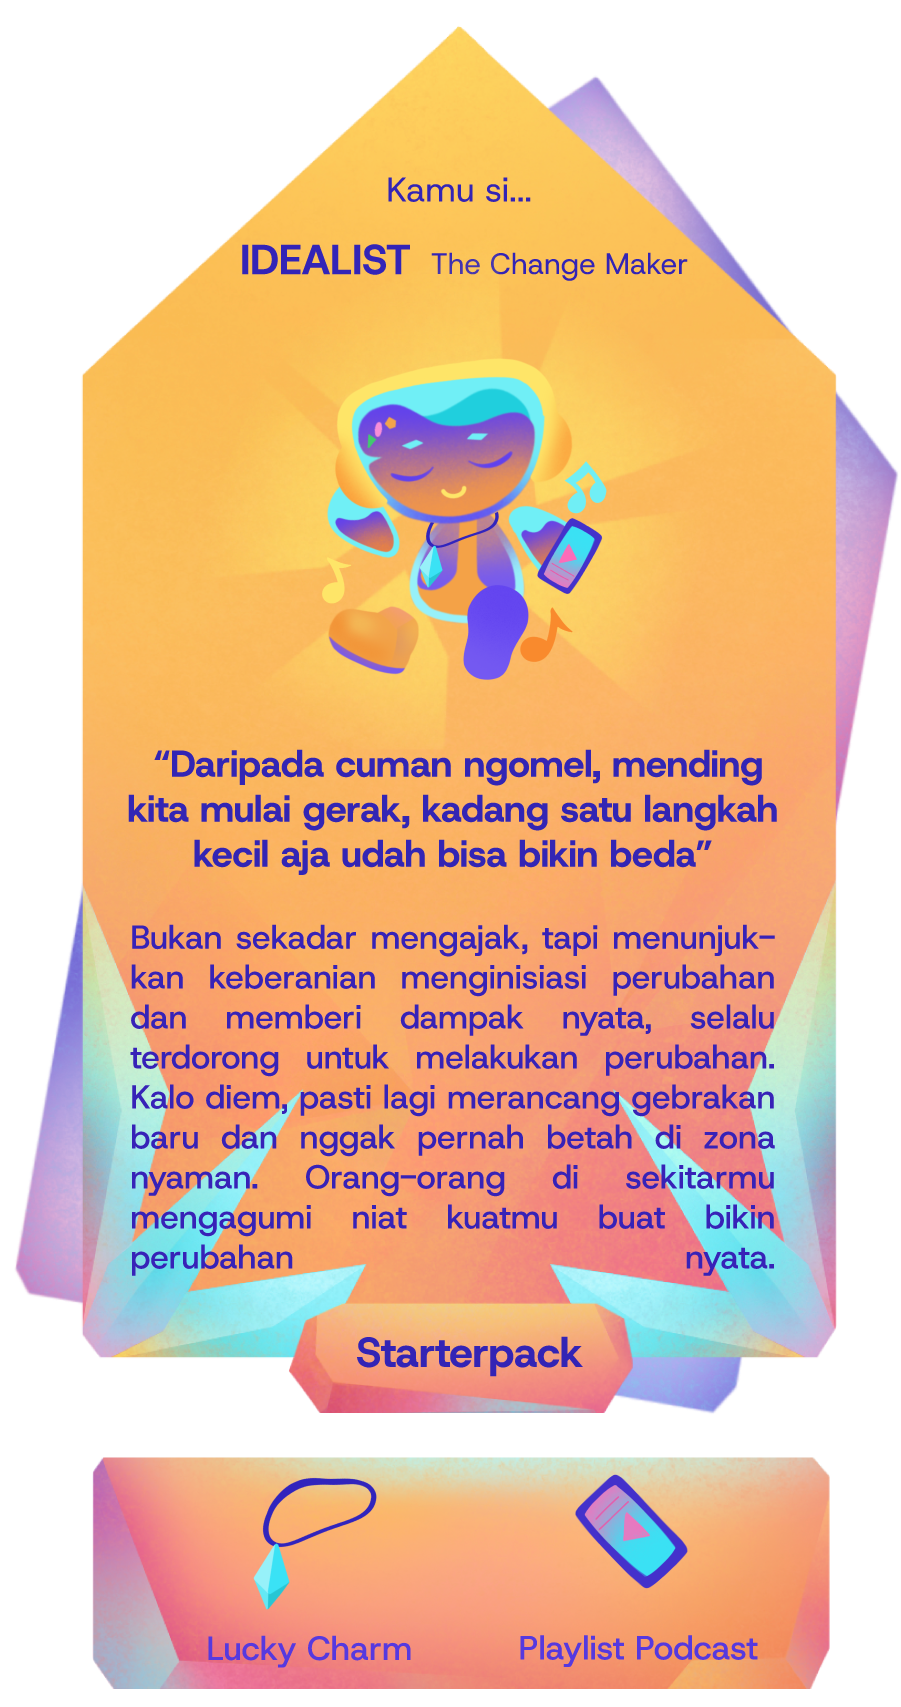 Kamu si...
IDEALIST The Change Maker
“Daripada cuman ngomel, mending
kita mulai gerak, kadang satu langkah
kecil aja udah bisa bikin beda”
Bukan sekadar mengajak, tapi menunjuk-
kan keberanian menginisiasi perubahan
dan memberi dampak nyata, selalu
terdorong untuk melakukan perubahan.
Kalo diem, pasti lagi merancang gebrakan
baru dan nggak pernah betah di zona
nyaman. Orang-orang di sekitarmu
mengagumi niat kuatmu buat bikin
perubahan nyata.
Starterpack
Lucky Charm Playlist Podcast